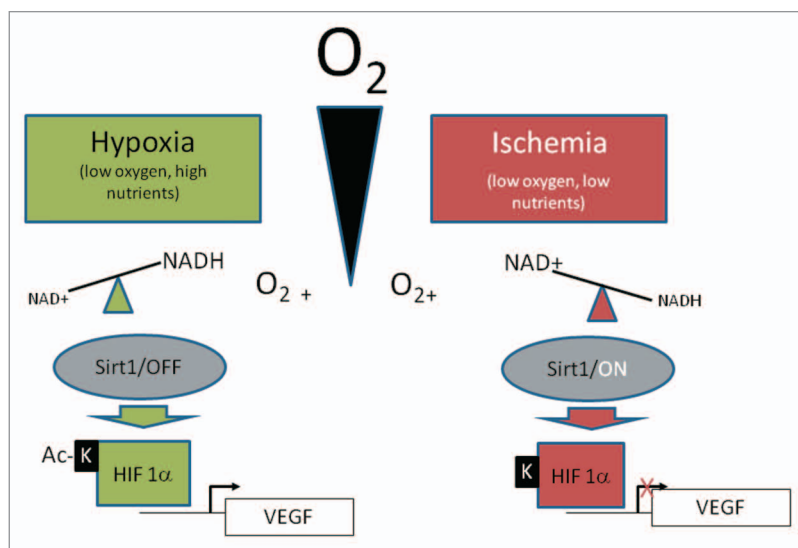 O₂
Hypoxia
(low oxygen, high
nutrients)
Ischemia
(low oxygen, low
nutrients)
NADH
NAD+
O₂ +
O₂+
NAD+
NADH
Sirt1/OFF
Sirt1/ON
Ac-K
HIF 1α
VEGF
K
HIF 1α
VEGF